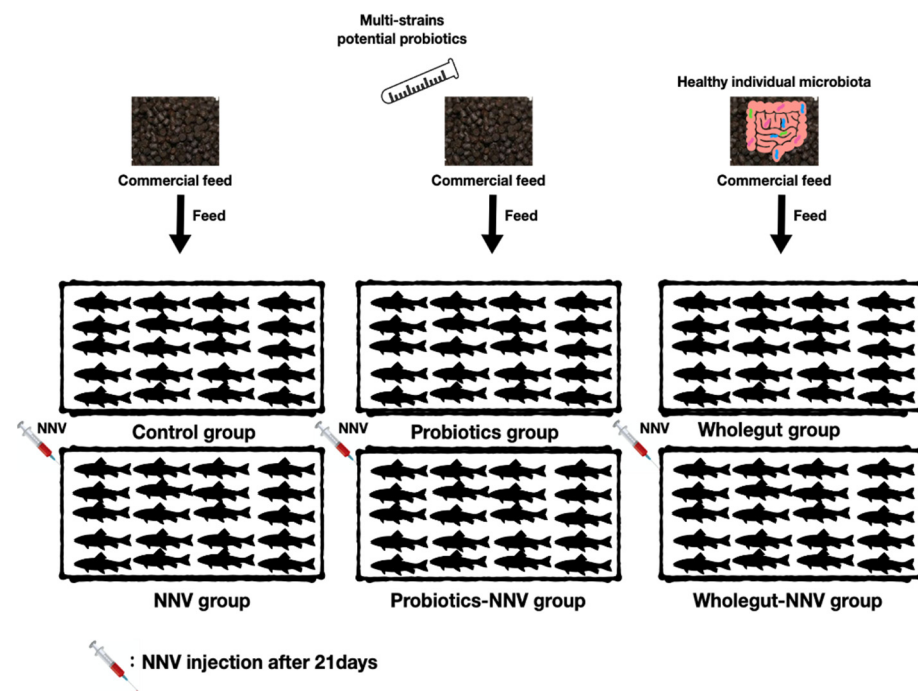 Multi-strains
potential probiotics
Healthy individual microbiota
Commercial feed
Commercial feed
Commercial feed
Feed
Feed
Feed
NNV
Control group
NNV
Probiotics group
NNV
Wholegut group
NNV group
Probiotics-NNV group
Wholegut-NNV group
: NNV injection after 21days